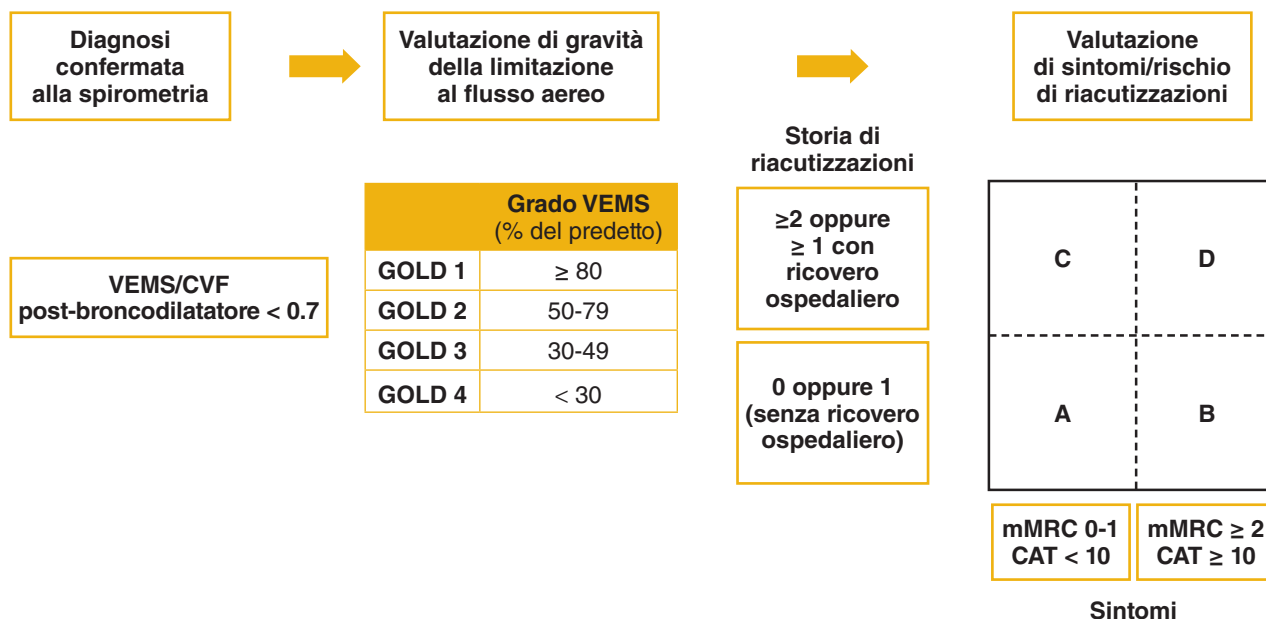 Diagnosi
confermata
alla spirometria
Valutazione di gravità
della limitazione
al flusso aereo
Valutazione
di sintomi/rischio
di riacutizzazioni
VEMS/CVF
post-broncodilatatore < 0.7
Grado VEMS
(% del predetto)
GOLD 1 ≥ 80
GOLD 2 50-79
GOLD 3 30-49
GOLD 4 < 30
Storia di
riacutizzazioni
≥2 oppure
≥ 1 con
ricovero
ospedaliero
0 oppure 1
(senza ricovero
ospedaliero)
C D
A B
mMRC 0-1
CAT < 10
mMRC ≥ 2
CAT ≥ 10
Sintomi